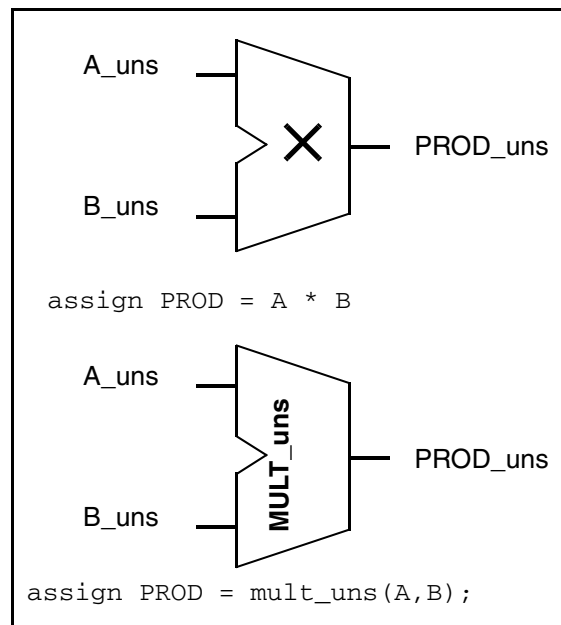 A_uns
PROD_uns
B_uns
assign PROD = A * B
A_uns
MULT_uns
PROD_uns
B_uns
assign PROD = mult_uns(A,B);